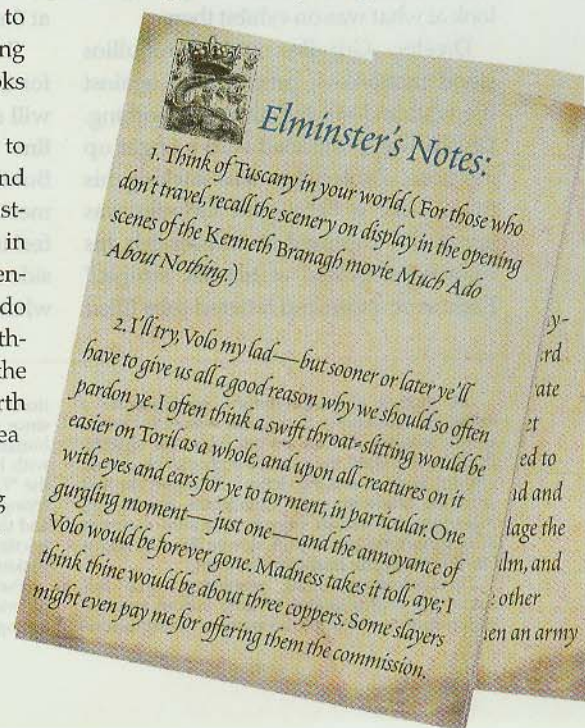 to
ng
oks
to
nd
st-
in
en-
do
th-
the
rth
ea
g
Elminster's Notes:
1. Think of Tuscany in your world. (For those who
don't travel, recall the scenery on display in the opening
scenes of the Kenneth Branagh movie Much Ado
About Nothing.)
2. I'll try, Volo my lad—but sooner or later ye'll
have to give us all a good reason why we should so often
pardon ye. I often think a swift throat-slitting would be
easier on Toril as a whole, and upon all creatures on it
with eyes and ears for ye to torment, in particular. One
gurgling moment—just one—and the annoyance of
Volo would be forever gone. Madness takes it toll, aye; I
think thine would be about three coppers. Some slayers
might even pay me for offering them the commission.
y-
rd
rate
et
ed to
nd and
lage the
lm, and
other
en an army